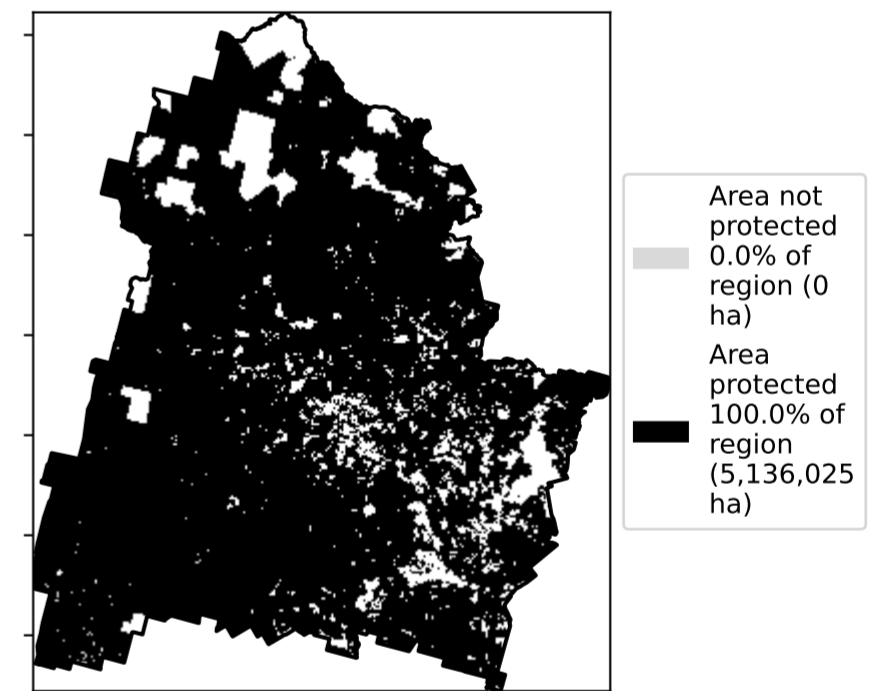 Area not
protected
0.0% of
region (0
ha)
Area
protected
100.0% of
region
(5,136,025
ha)